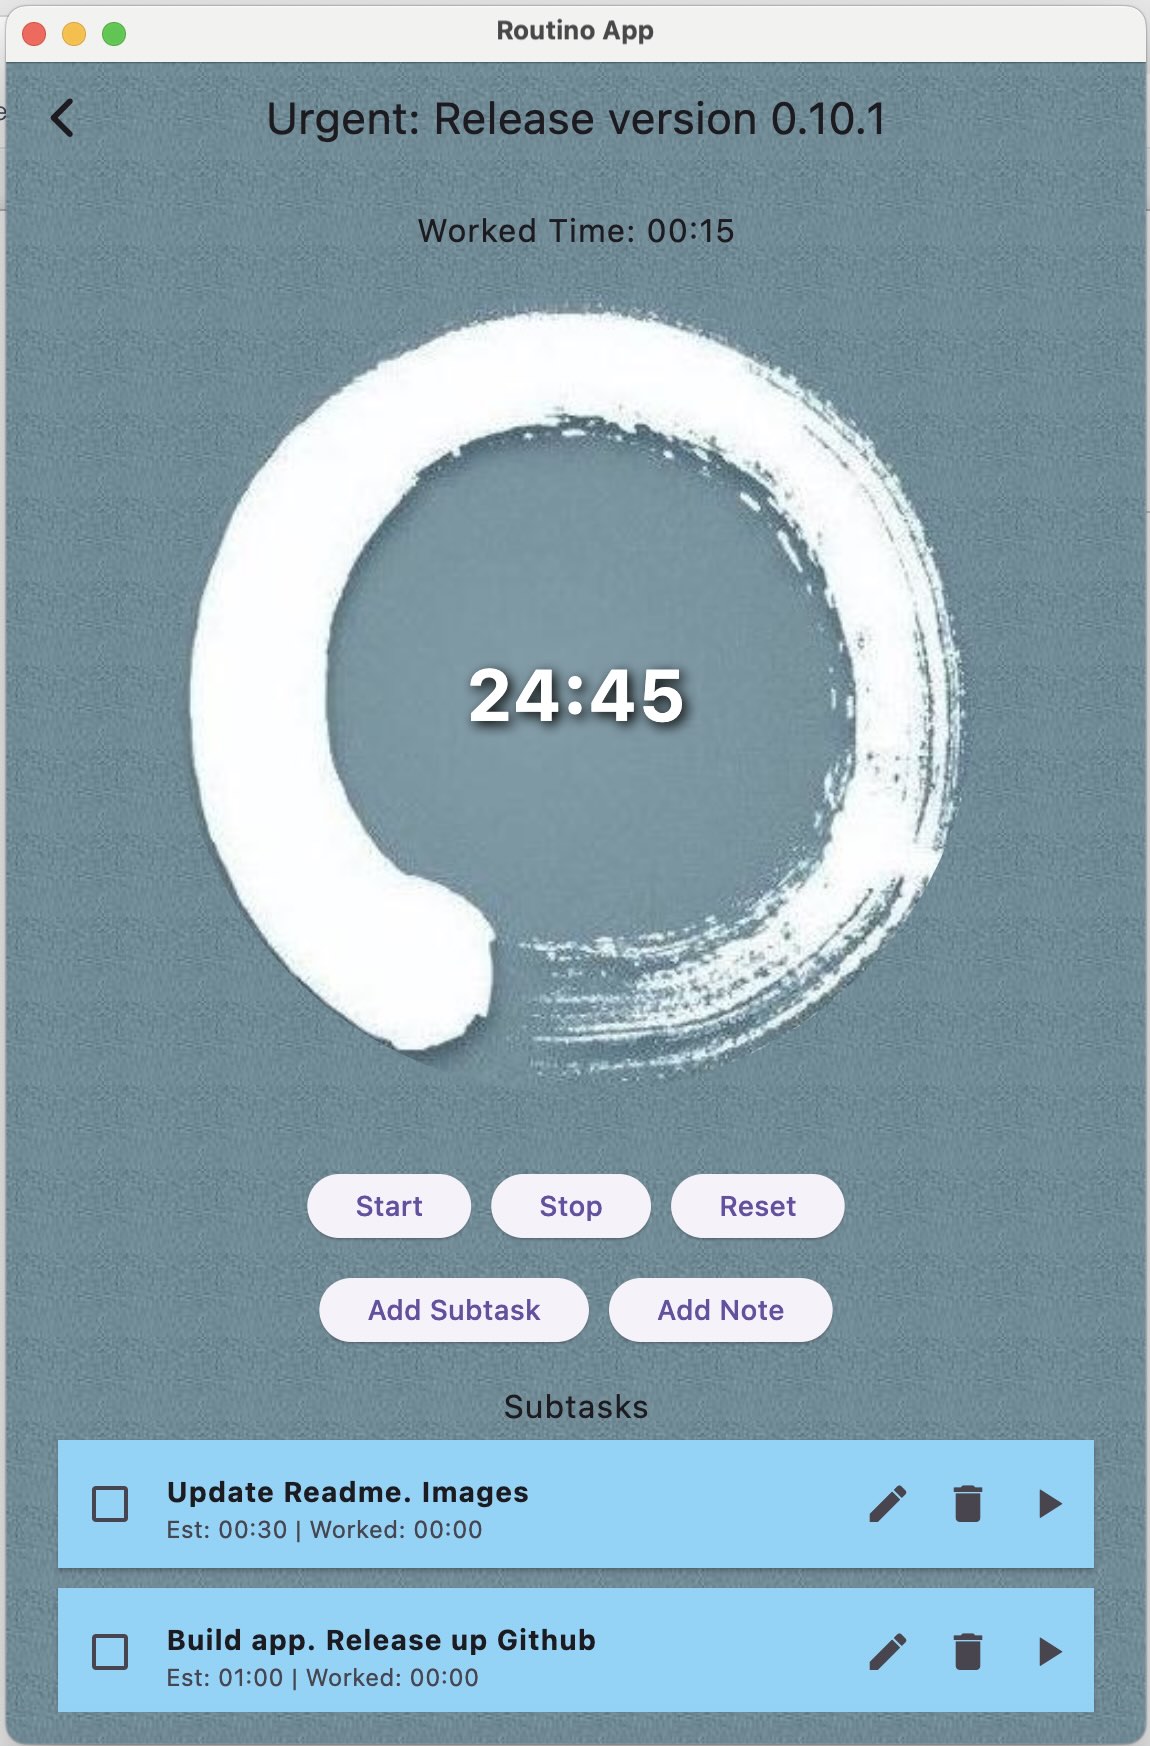 Routino App
Urgent: Release version 0.10.1
Worked Time: 00:15
24:45
Start Stop Reset
Add Subtask Add Note
Subtasks
Update Readme. Images
Est: 00:30 | Worked: 00:00
Build app. Release up Github
Est: 01:00 | Worked: 00:00